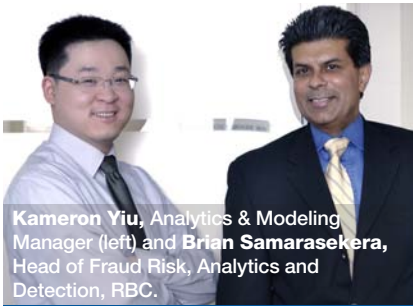 Kameron Yiu, Analytics & Modeling
Manager (left) and Brian Samarasekera,
Head of Fraud Risk, Analytics and
Detection, RBC.